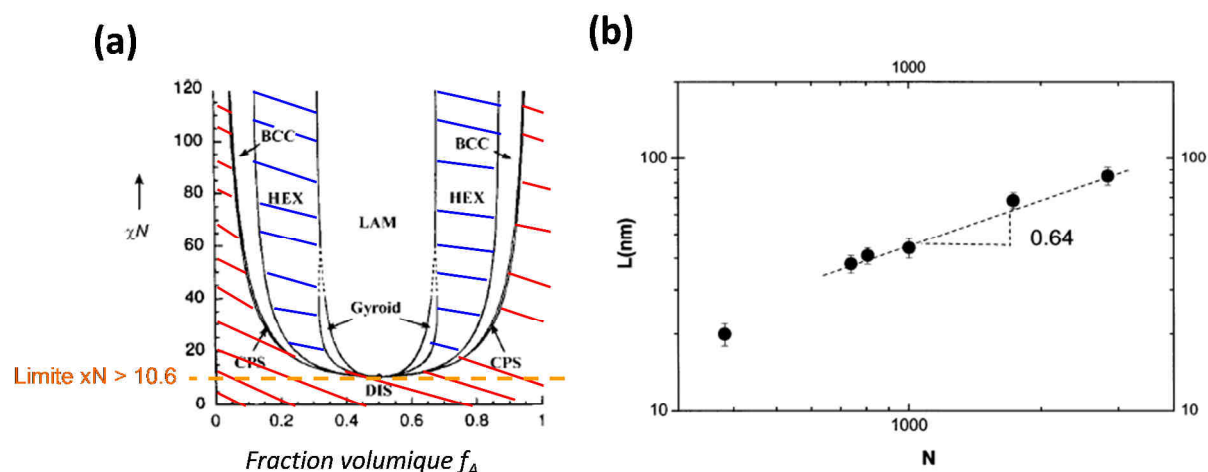 (a)
120
100
80
60
40
20
0
χN
BCC
BCC
HEX
HEX
LAM
Gyroid
CPS
CPS
DIS
Limite xN > 10.6
0
0.2
0.4
0.6
0.8
1
Fraction volumique f_A
(b)
1000
100
100
L(nm)
0.64
10
10
1000
N